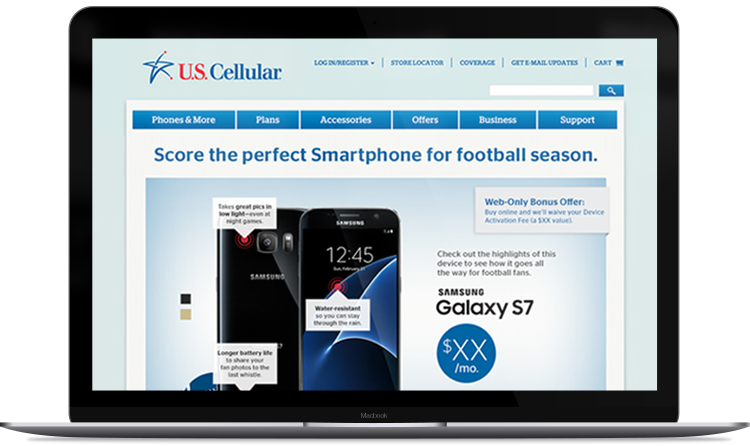 U.S. Cellular
LOG IN/REGISTER
STORE LOCATOR
COVERAGE
GET E-MAIL UPDATES
CART
Phones & More
Plans
Accessories
Offers
Business
Support
Score the perfect Smartphone for football season.
Takes great pics in
low light—even at
night games.
SAMSUNG
SAMSUNG
12:45
Sun, February 21
Water-resistant
so you can stay
through the rain.
Longer battery life
to share your
fan photos to the
last whistle.
Web-Only Bonus Offer:
Buy online and we'll waive your Device
Activation Fee (a $XX value).
Check out the highlights of this
device to see how it goes all
the way for football fans.
SAMSUNG
Galaxy S7
$XX
/mo.
Macbook